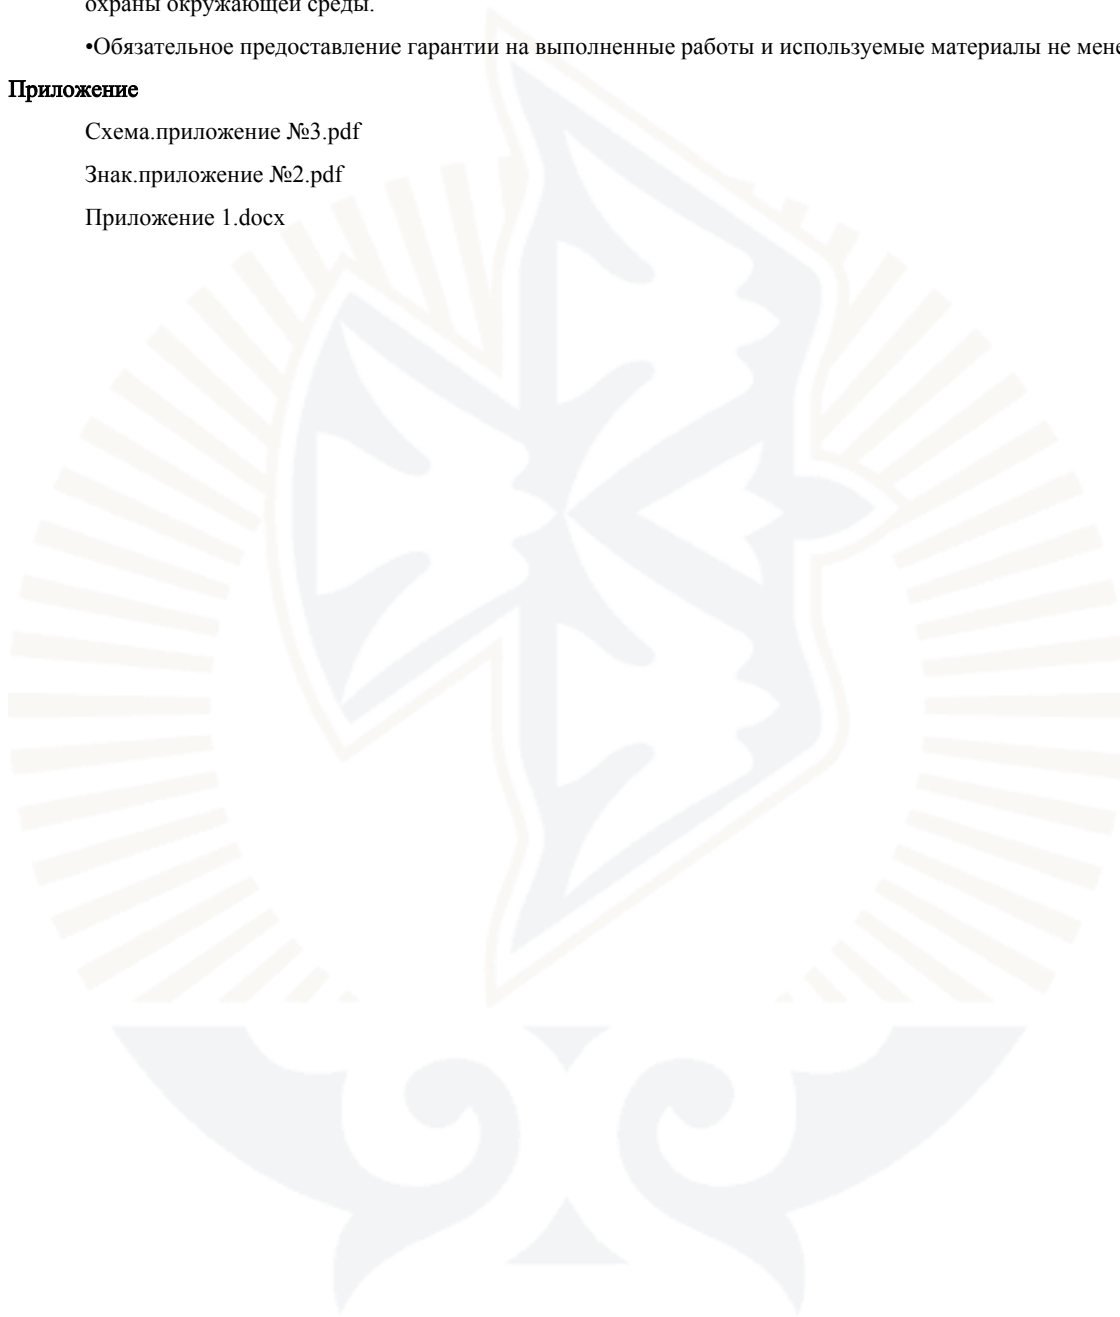 охраны окружающей среды.
•Обязательное предоставление гарантии на выполненные работы и используемые материалы не мене
Приложение
Схема.приложение №3.pdf
Знак.приложение №2.pdf
Приложение 1.docx